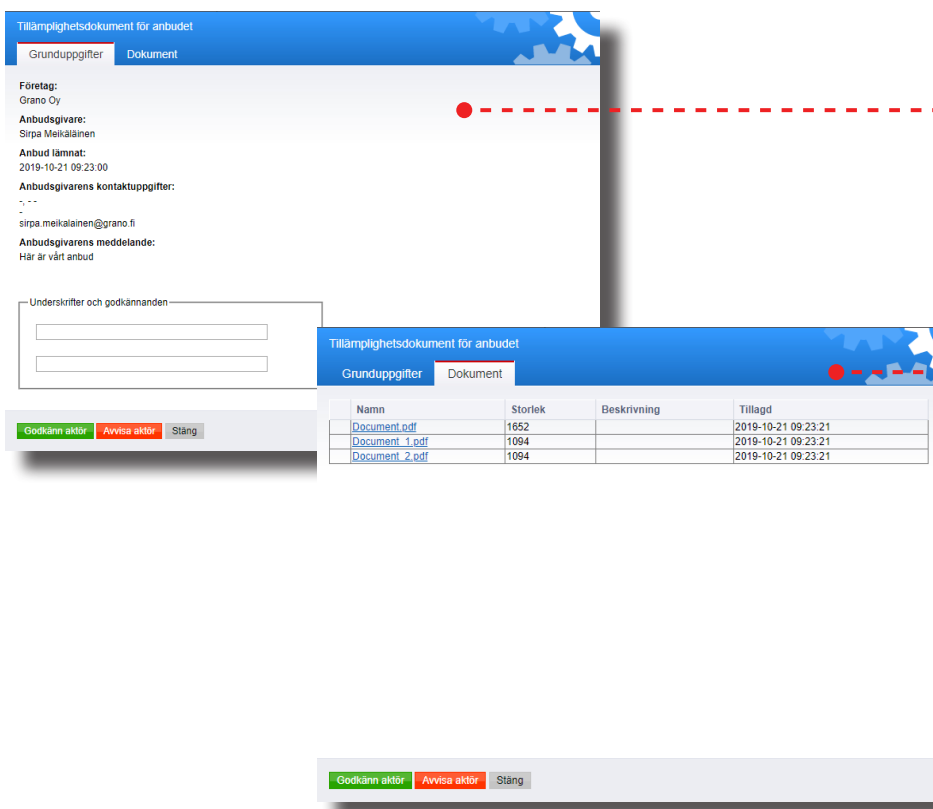 Tillämplighetsdokument för anbudet
Grunduppgifter Dokument
Företag:
Grano Oy
Anbudsgivare:
Sirpa Meikäläinen
Anbud lämnat:
2019-10-21 09:23:00
Anbudsgivarens kontaktuppgifter:
-, - -
-
sirpa.meikalainen@grano.fi
Anbudsgivarens meddelande:
Här är vårt anbud
Underskrifter och godkännanden
Godkänn aktör Avvisa aktör Stäng
Tillämplighetsdokument för anbudet
Grunduppgifter Dokument
Namn Storlek Beskrivning Tillagd
Document.pdf 1652 2019-10-21 09:23:21
Document_1.pdf 1094 2019-10-21 09:23:21
Document_2.pdf 1094 2019-10-21 09:23:21
Godkänn aktör Avvisa aktör Stäng